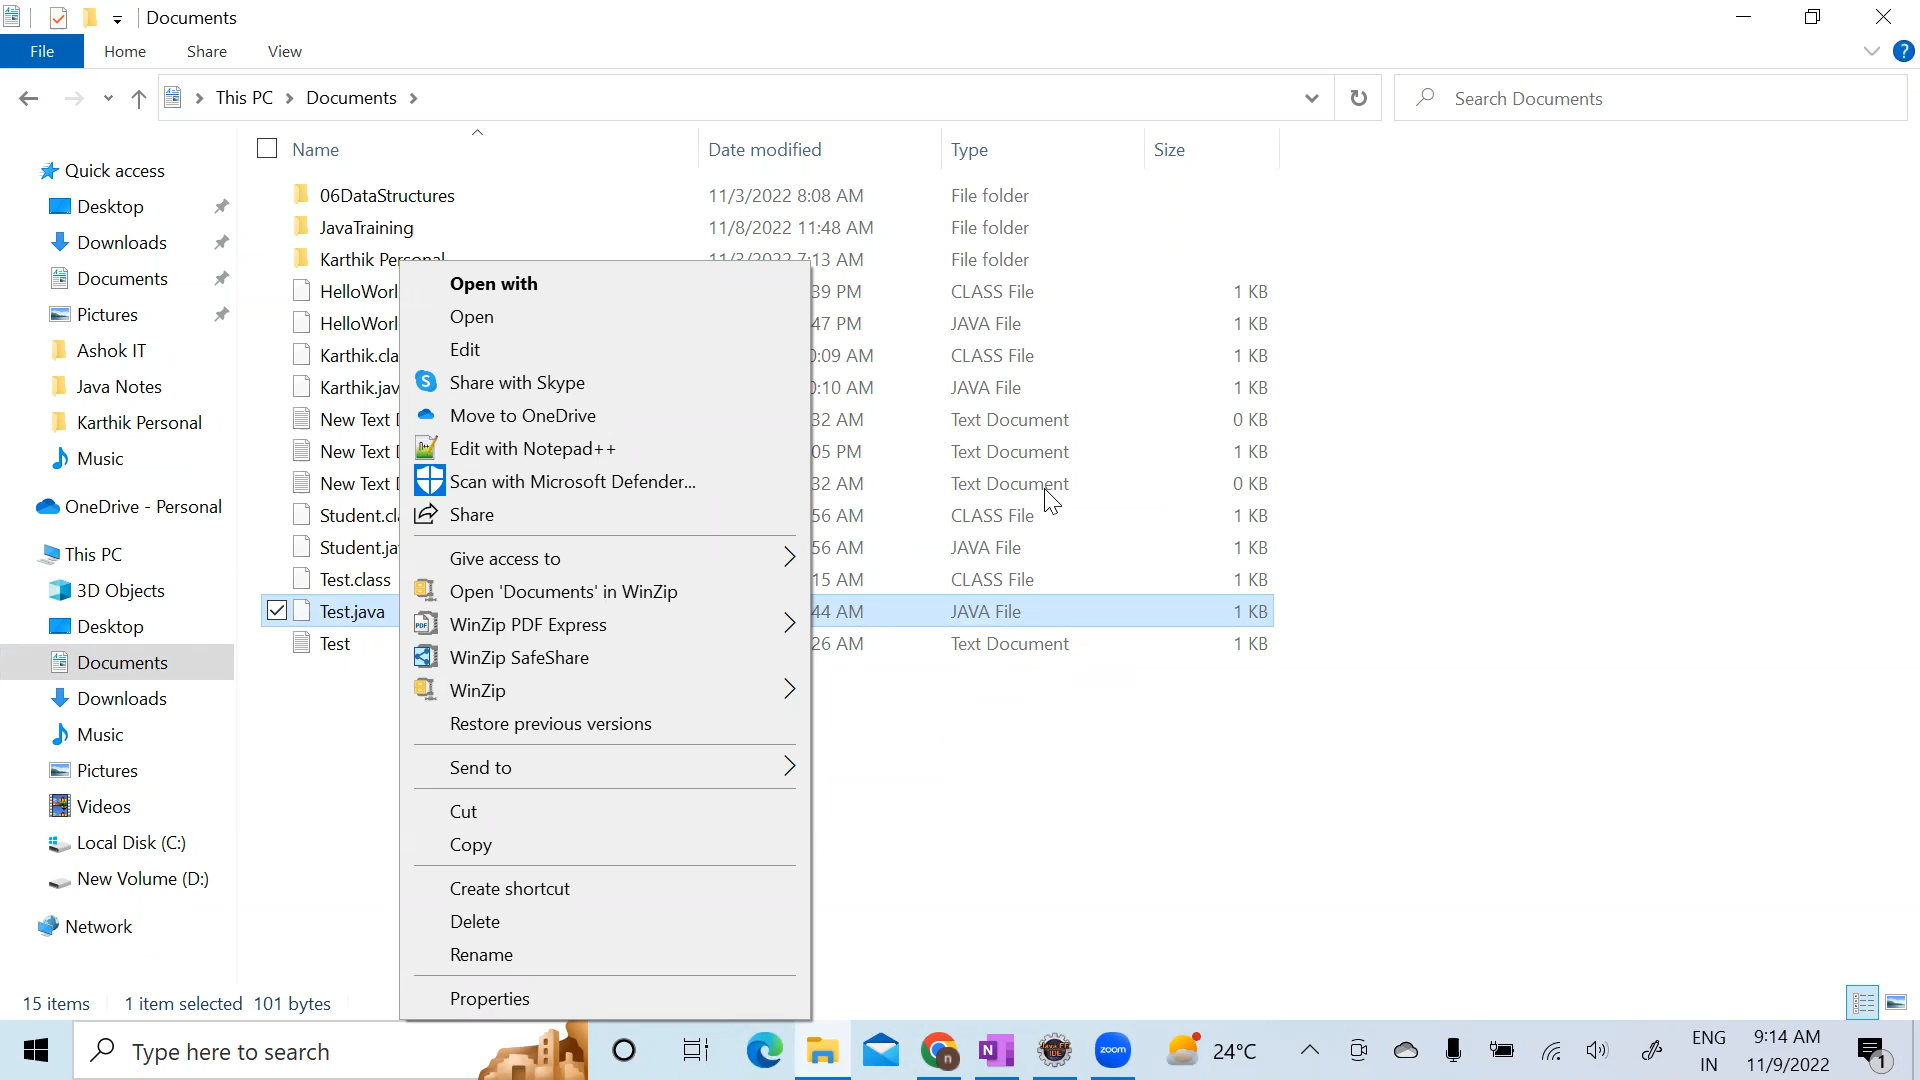 Documents
File Home Share View
This PC Documents
Search Documents
Name Date modified Type Size
Quick access
Desktop
Downloads
Documents
Pictures
Ashok IT
Java Notes
Karthik Personal
Music
OneDrive - Personal
This PC
3D Objects
Desktop
Documents
Downloads
Music
Pictures
Videos
Local Disk (C:)
New Volume (D:)
Network
06DataStructures 11/3/2022 8:08 AM File folder
JavaTraining 11/8/2022 11:48 AM File folder
Karthik Personal 11/3/2022 7:13 AM File folder
HelloWorl 39 PM CLASS File 1 KB
HelloWorl 47 PM JAVA File 1 KB
Karthik.cla 0:09 AM CLASS File 1 KB
Karthik.jav 0:10 AM JAVA File 1 KB
New Text 32 AM Text Document 0 KB
New Text 05 PM Text Document 1 KB
New Text 32 AM Text Document 0 KB
Student.cl 56 AM CLASS File 1 KB
Student.ja 56 AM JAVA File 1 KB
Test.class 15 AM CLASS File 1 KB
Test.java 44 AM JAVA File 1 KB
Test 26 AM Text Document 1 KB
Open with
Open
Edit
Share with Skype
Move to OneDrive
Edit with Notepad++
Scan with Microsoft Defender...
Share
Give access to
Open 'Documents' in WinZip
WinZip PDF Express
WinZip SafeShare
WinZip
Restore previous versions
Send to
Cut
Copy
Create shortcut
Delete
Rename
Properties
15 items 1 item selected 101 bytes
Type here to search
zoom
24°C
ENG
IN
9:14 AM
11/9/2022
1